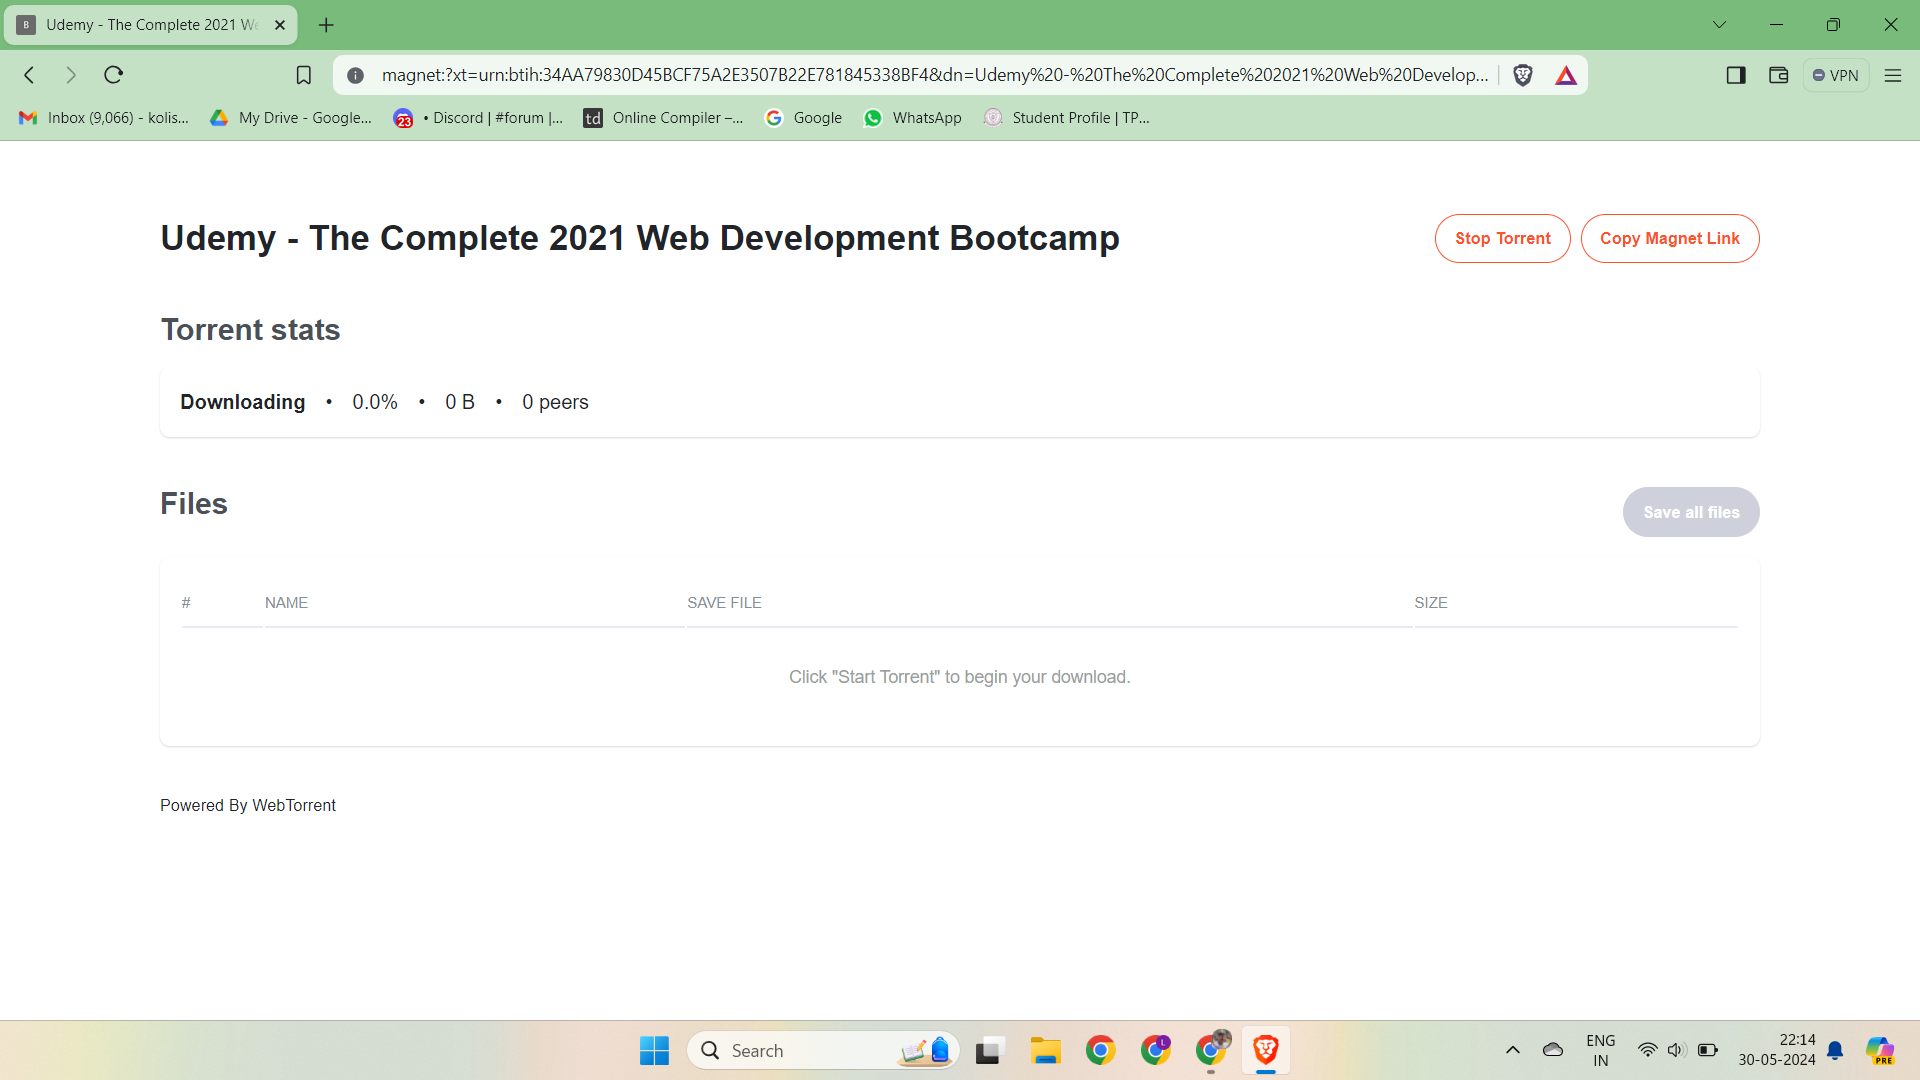 B Udemy - The Complete 2021 We
magnet:?xt=urn:btih:34AA79830D45BCF75A2E3507B22E781845338BF4&dn=Udemy%20-%20The%20Complete%202021%20Web%20Develop...
VPN
Inbox (9,066) - kolis... My Drive - Google... 23 • Discord | #forum |... td Online Compiler –... Google WhatsApp Student Profile | TP...
Udemy - The Complete 2021 Web Development Bootcamp
Stop Torrent Copy Magnet Link
Torrent stats
Downloading • 0.0% • 0 B • 0 peers
Files
Save all files
# NAME SAVE FILE SIZE
Click "Start Torrent" to begin your download.
Powered By WebTorrent
Search
L
ENG
IN
22:14
30-05-2024
PRE